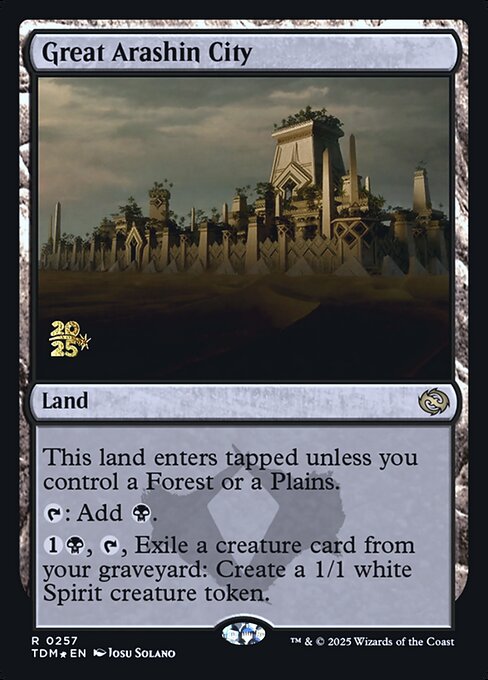 Great Arashin City
20
25
Land
This land enters tapped unless you
control a Forest or a Plains.
: Add .
1 , , Exile a creature card from
your graveyard: Create a 1/1 white
Spirit creature token.
R 0257
TDM★EN Josu Solano
™ & © 2025 Wizards of the Coast